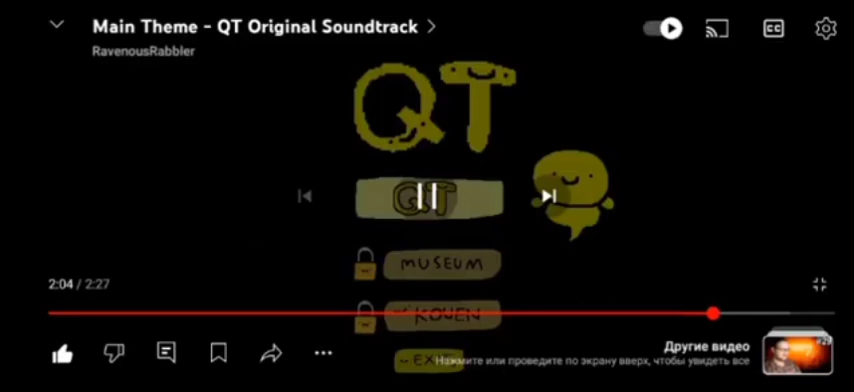 Main Theme - QT Original Soundtrack
RavenousRabbler
CC
QT
QT
MUSEUM
2:04 / 2:27
KOUEN
Другие видео
Нажмите или проведите по экрану вверх, чтобы увидеть все